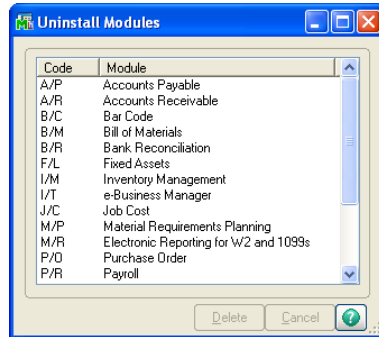 Uninstall Modules
Code Module
A/P Accounts Payable
A/R Accounts Receivable
B/C Bar Code
B/M Bill of Materials
B/R Bank Reconciliation
F/L Fixed Assets
I/M Inventory Management
I/T e-Business Manager
J/C Job Cost
M/P Material Requirements Planning
M/R Electronic Reporting for W2 and 1099s
P/O Purchase Order
P/R Payroll
Delete Cancel ?